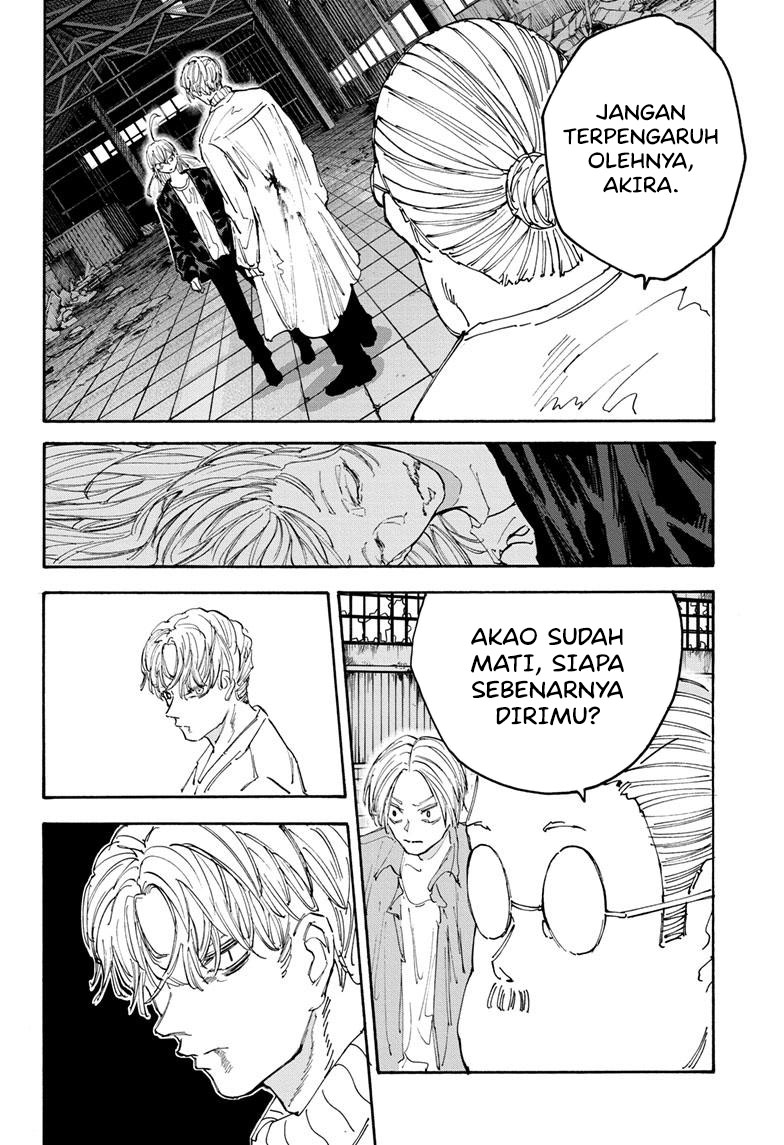 JANGAN
TERPENGARUH
OLEHNYA,
AKIRA.
AKAO SUDAH
MATI, SIAPA
SEBENARNYA
DIRIMU?